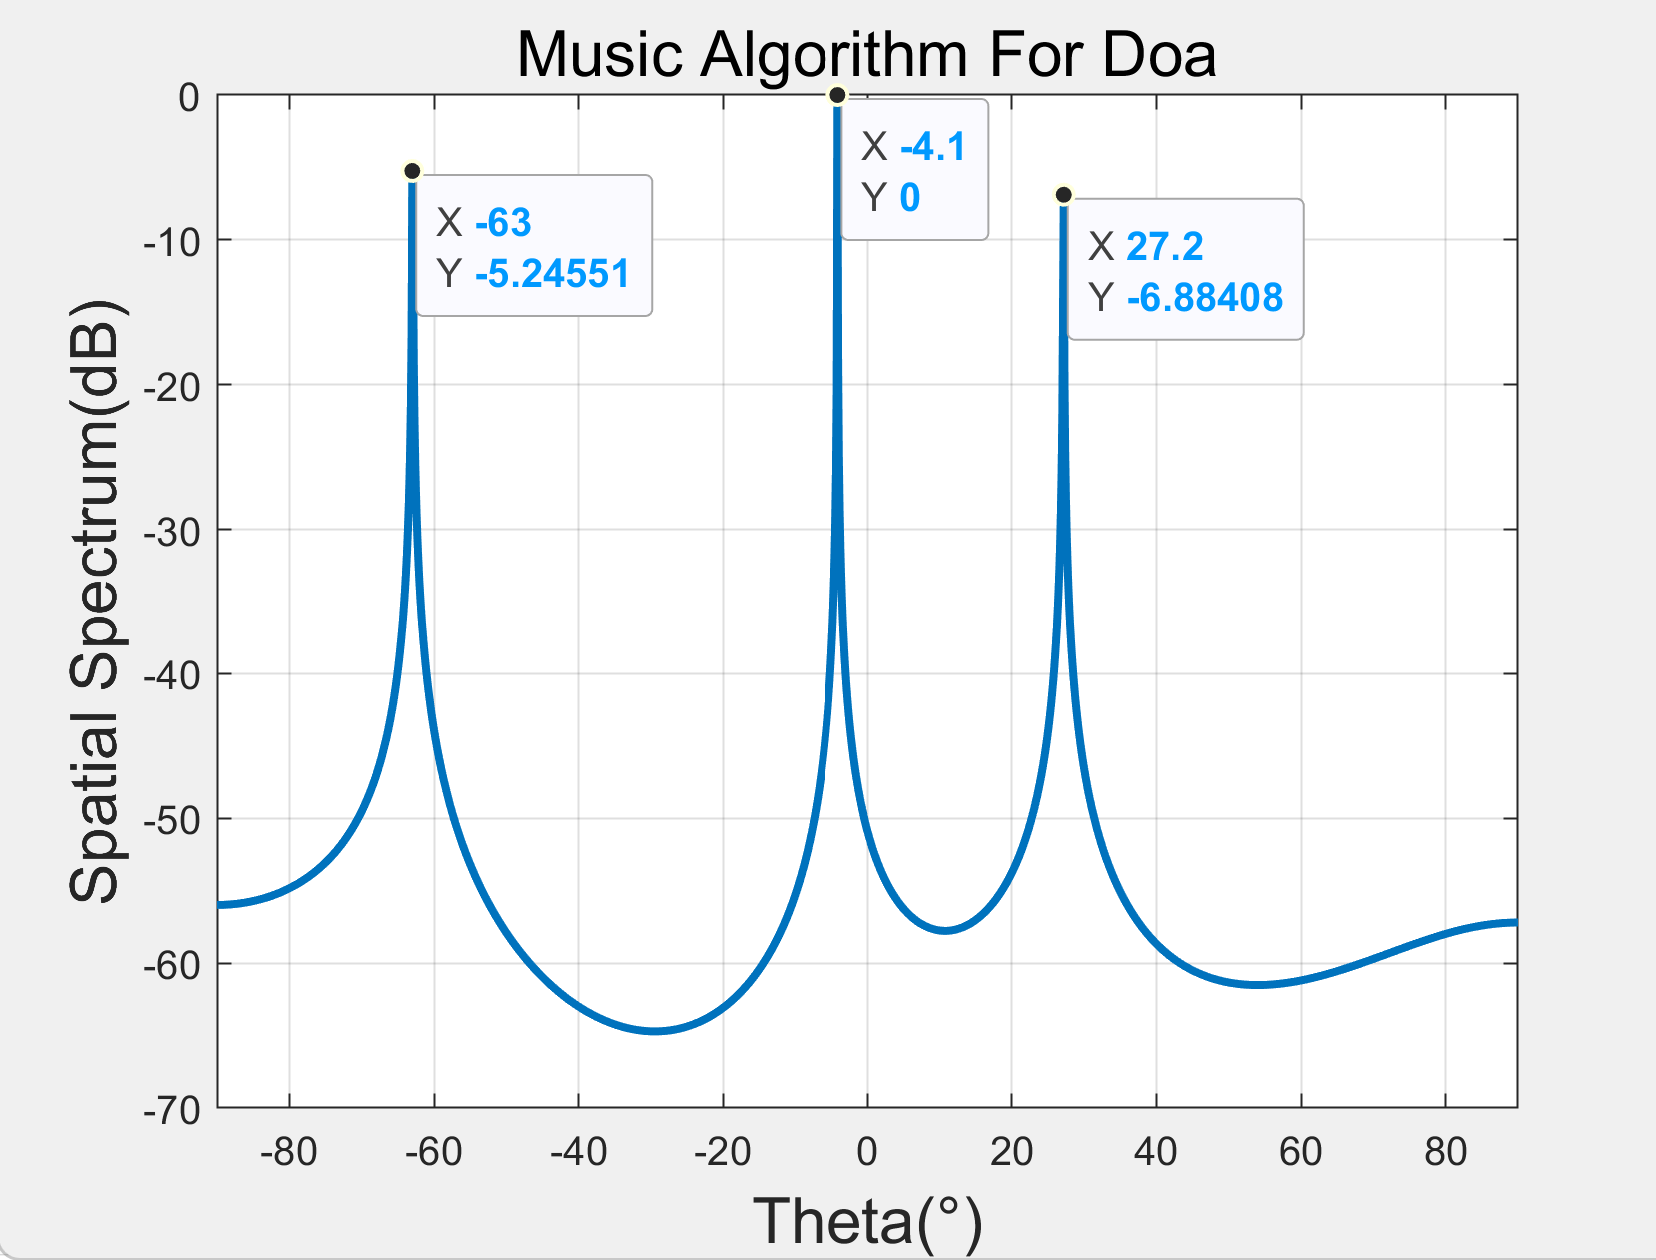 Music Algorithm For Doa
0
-10
-20
-30
-40
-50
-60
-70
Spatial Spectrum(dB)
X -63
Y -5.24551
X -4.1
Y 0
X 27.2
Y -6.88408
-80
-60
-40
-20
0
20
40
60
80
Theta(°)